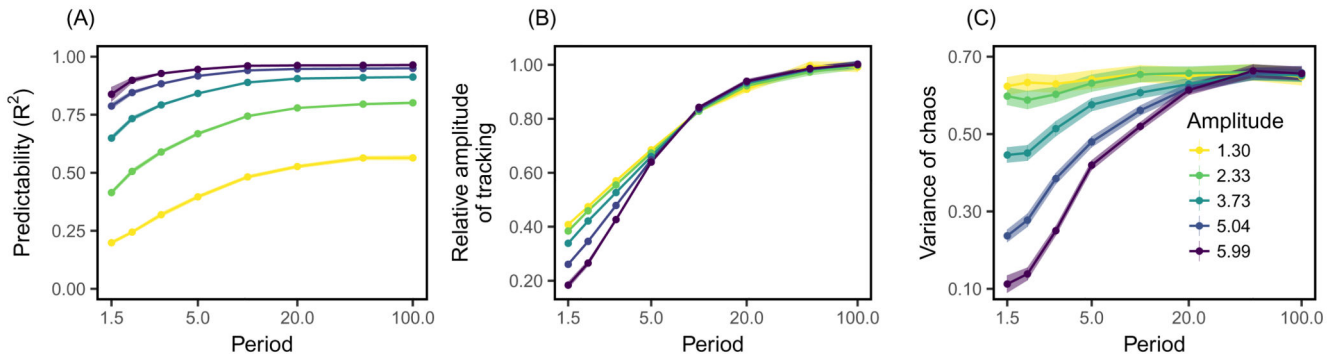 (A)
Predictability (R²)
1.00
0.75
0.50
0.25
0.00
1.5
5.0
20.0
100.0
Period
(B)
Relative amplitude
of tracking
1.00
0.80
0.60
0.40
0.20
1.5
5.0
20.0
100.0
Period
(C)
Variance of chaos
0.70
0.50
0.30
0.10
1.5
5.0
20.0
100.0
Period
Amplitude
1.30
2.33
3.73
5.04
5.99